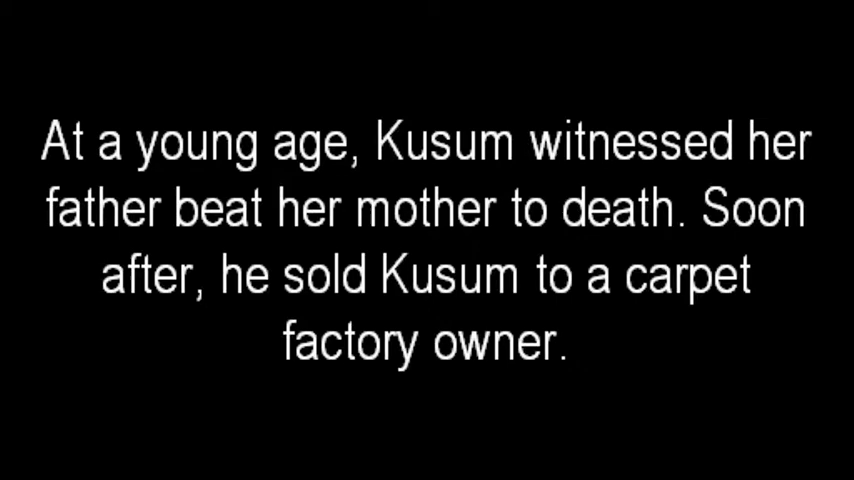 At a young age, Kusum witnessed her
father beat her mother to death. Soon
after, he sold Kusum to a carpet
factory owner.